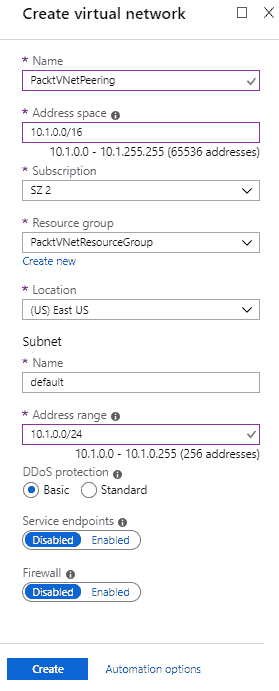 Create virtual network
* Name
PacktVNetPeering
* Address space
10.1.0.0/16
10.1.0.0 - 10.1.255.255 (65536 addresses)
* Subscription
SZ 2
* Resource group
PacktVNetResourceGroup
Create new
* Location
(US) East US
Subnet
* Name
default
* Address range
10.1.0.0/24
10.1.0.0 - 10.1.0.255 (256 addresses)
DDoS protection
Basic Standard
Service endpoints
Disabled Enabled
Firewall
Disabled Enabled
Create Automation options